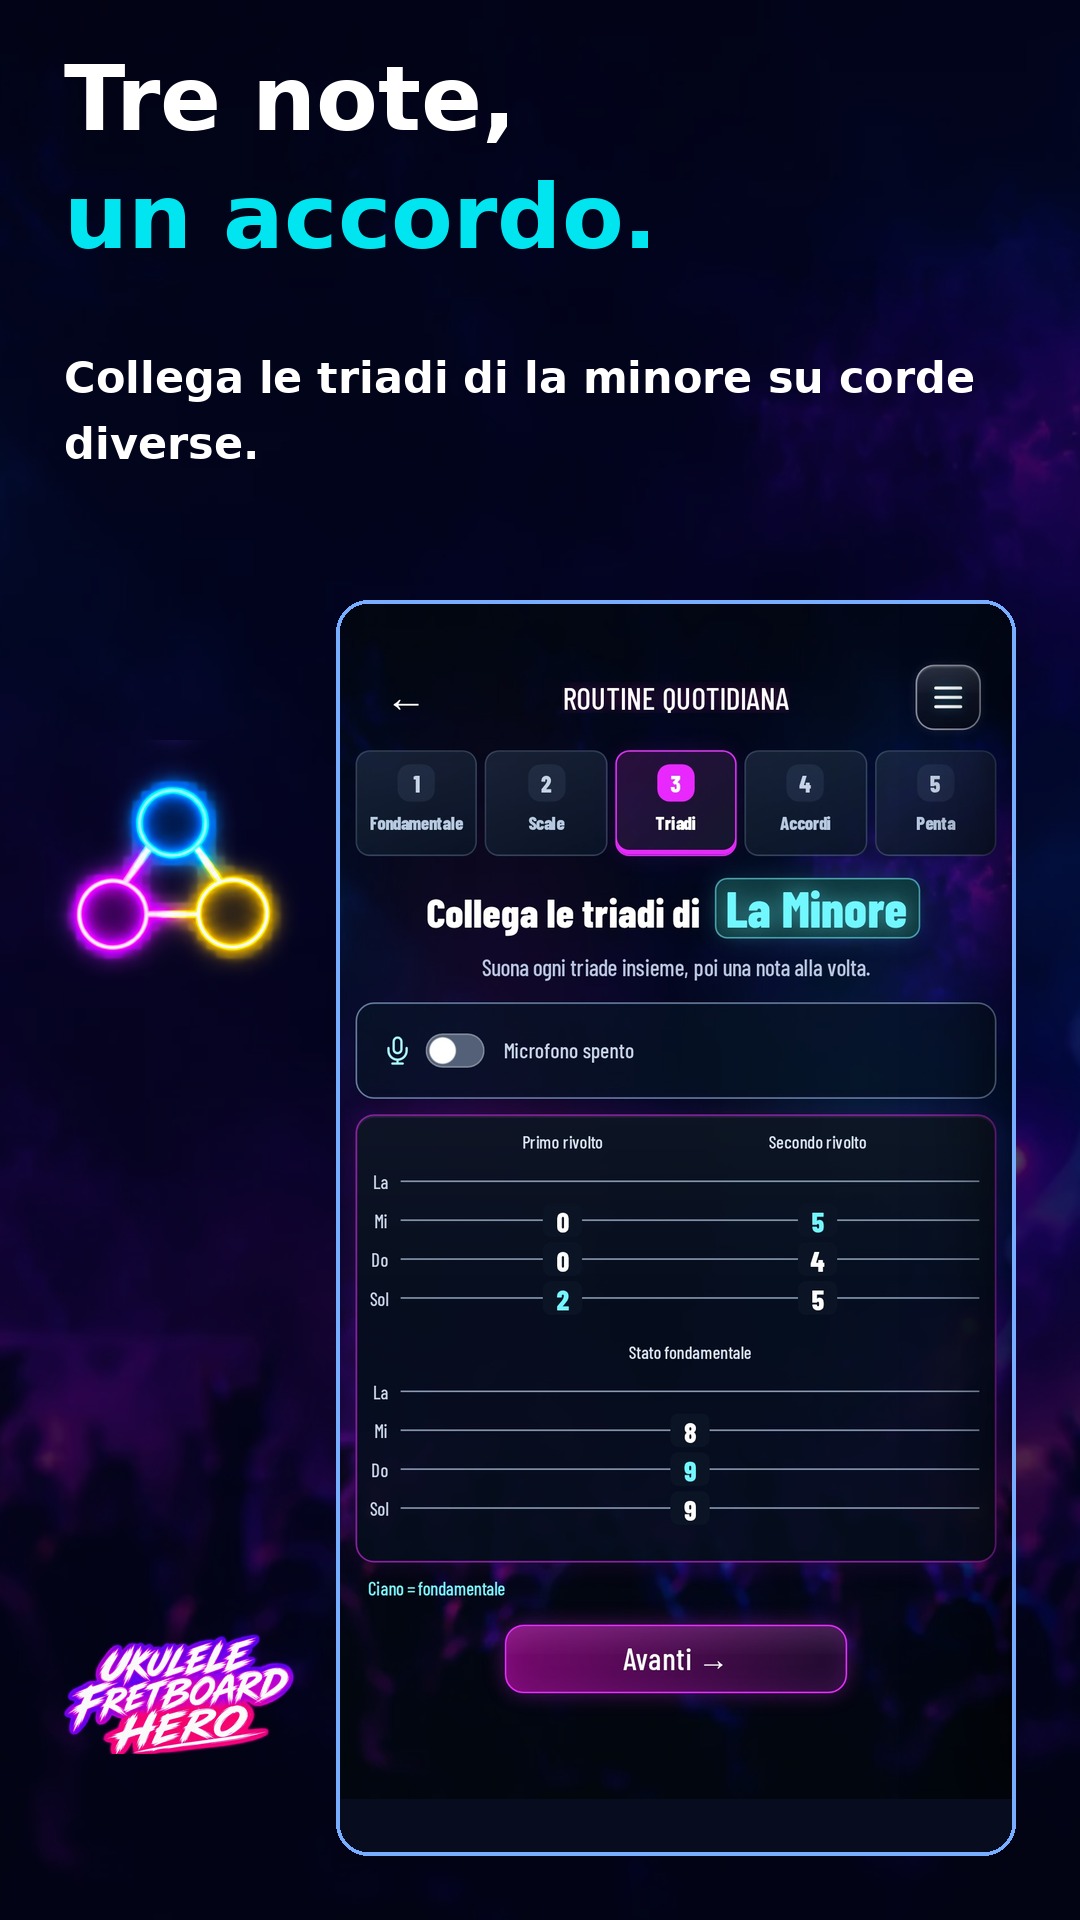 Tre note,
un accordo.
Collega le triadi di la minore su corde
diverse.
← ROUTINE QUOTIDIANA
1 2 3 4 5
Fondamentale Scale Triadi Accordi Penta
Collega le triadi di La Minore
Suona ogni triade insieme, poi una nota alla volta.
Microfono spento
Primo rivolto Secondo rivolto
La
Mi 0 5
Do 0 4
Sol 2 5
Stato fondamentale
La
Mi 8
Do 9
Sol 9
Ciano = fondamentale
Avanti →
UKULELE
FRETBOARD
HERO